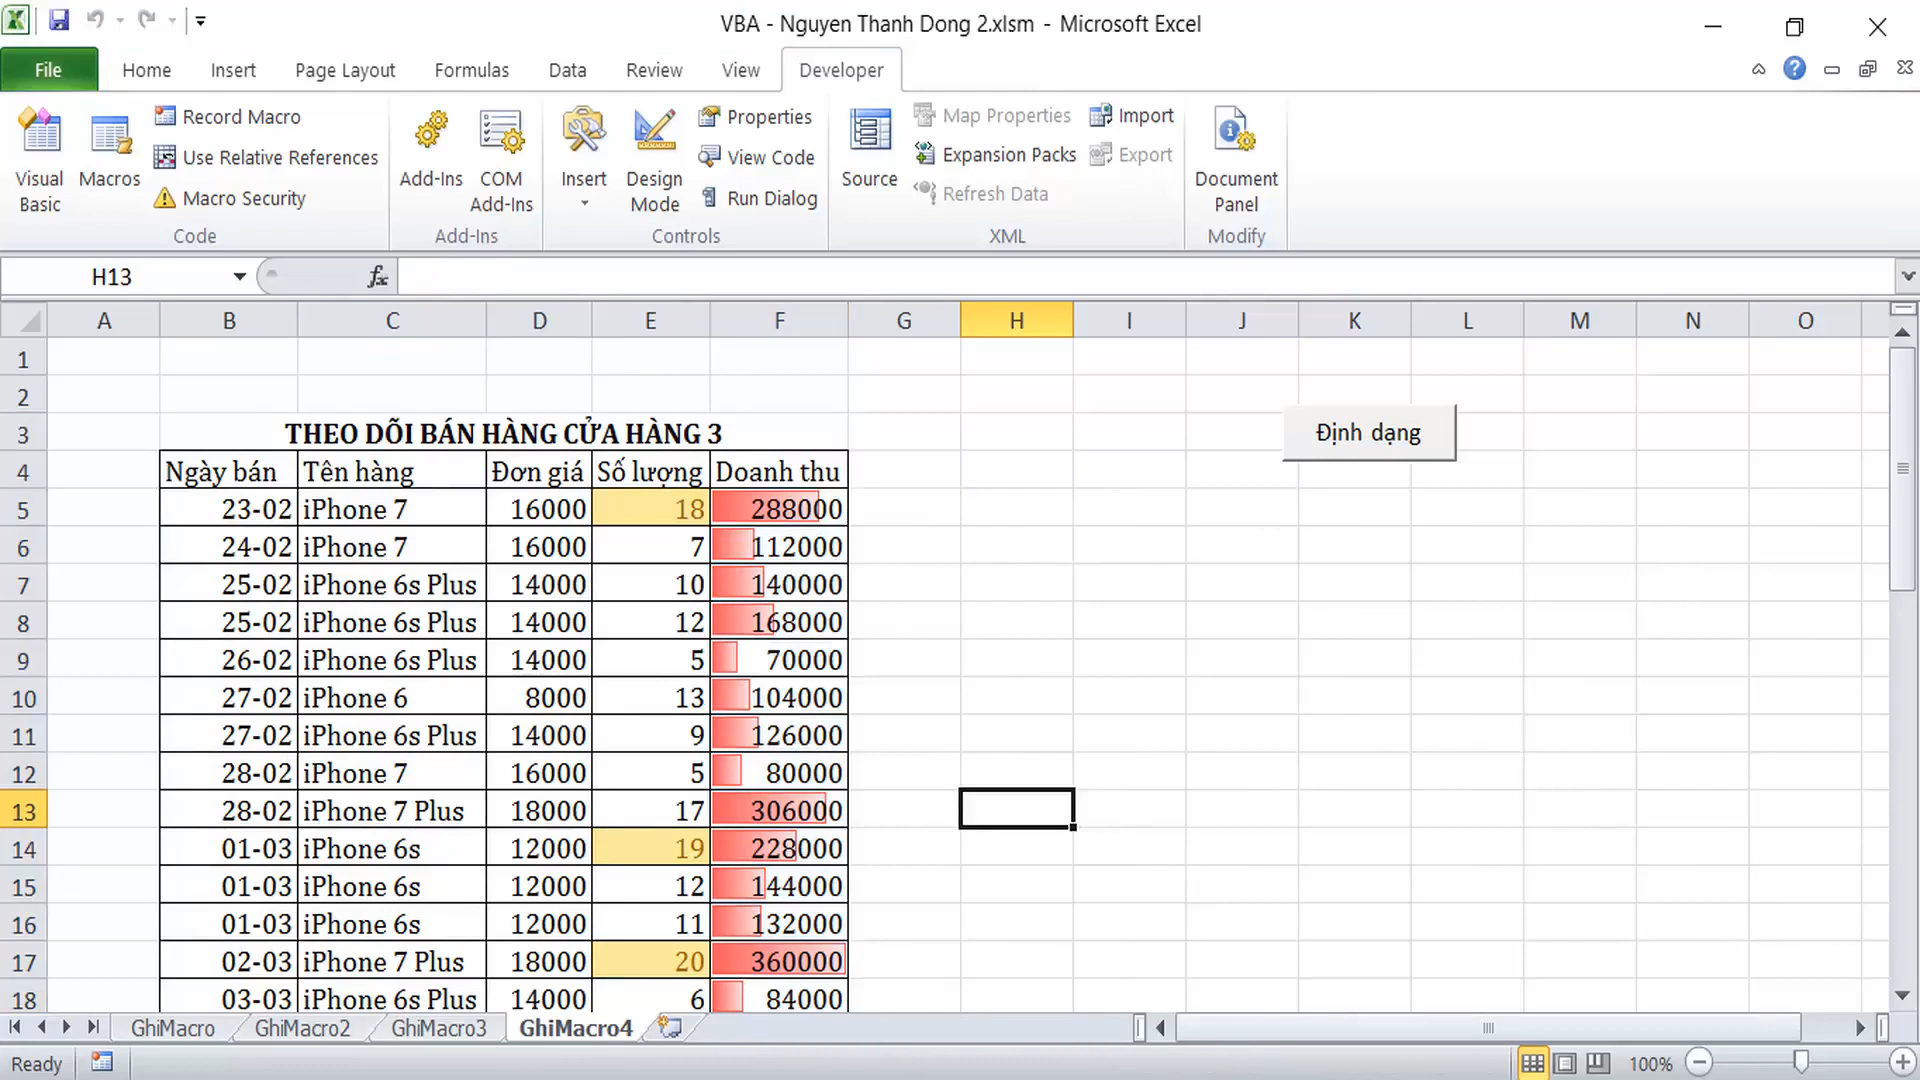 VBA - Nguyen Thanh Dong 2.xlsm - Microsoft Excel
File Home Insert Page Layout Formulas Data Review View Developer
Visual Basic
Macros
Record Macro
Use Relative References
Macro Security
Code
Add-Ins
COM Add-Ins
Add-Ins
Insert
Design Mode
Properties
View Code
Run Dialog
Controls
Source
Map Properties
Expansion Packs
Refresh Data
Import
Export
XML
Document Panel
Modify
H13 fx
A B C D E F G H I J K L M N O
1
2
3 THEO DÕI BÁN HÀNG CỬA HÀNG 3 Định dạng
4 Ngày bán Tên hàng Đơn giá Số lượng Doanh thu
5 23-02 iPhone 7 16000 18 288000
6 24-02 iPhone 7 16000 7 112000
7 25-02 iPhone 6s Plus 14000 10 140000
8 25-02 iPhone 6s Plus 14000 12 168000
9 26-02 iPhone 6s Plus 14000 5 70000
10 27-02 iPhone 6 8000 13 104000
11 27-02 iPhone 6s Plus 14000 9 126000
12 28-02 iPhone 7 16000 5 80000
13 28-02 iPhone 7 Plus 18000 17 306000
14 01-03 iPhone 6s 12000 19 228000
15 01-03 iPhone 6s 12000 12 144000
16 01-03 iPhone 6s 12000 11 132000
17 02-03 iPhone 7 Plus 18000 20 360000
18 03-03 iPhone 6s Plus 14000 6 84000
GhiMacro GhiMacro2 GhiMacro3 GhiMacro4
Ready 100%